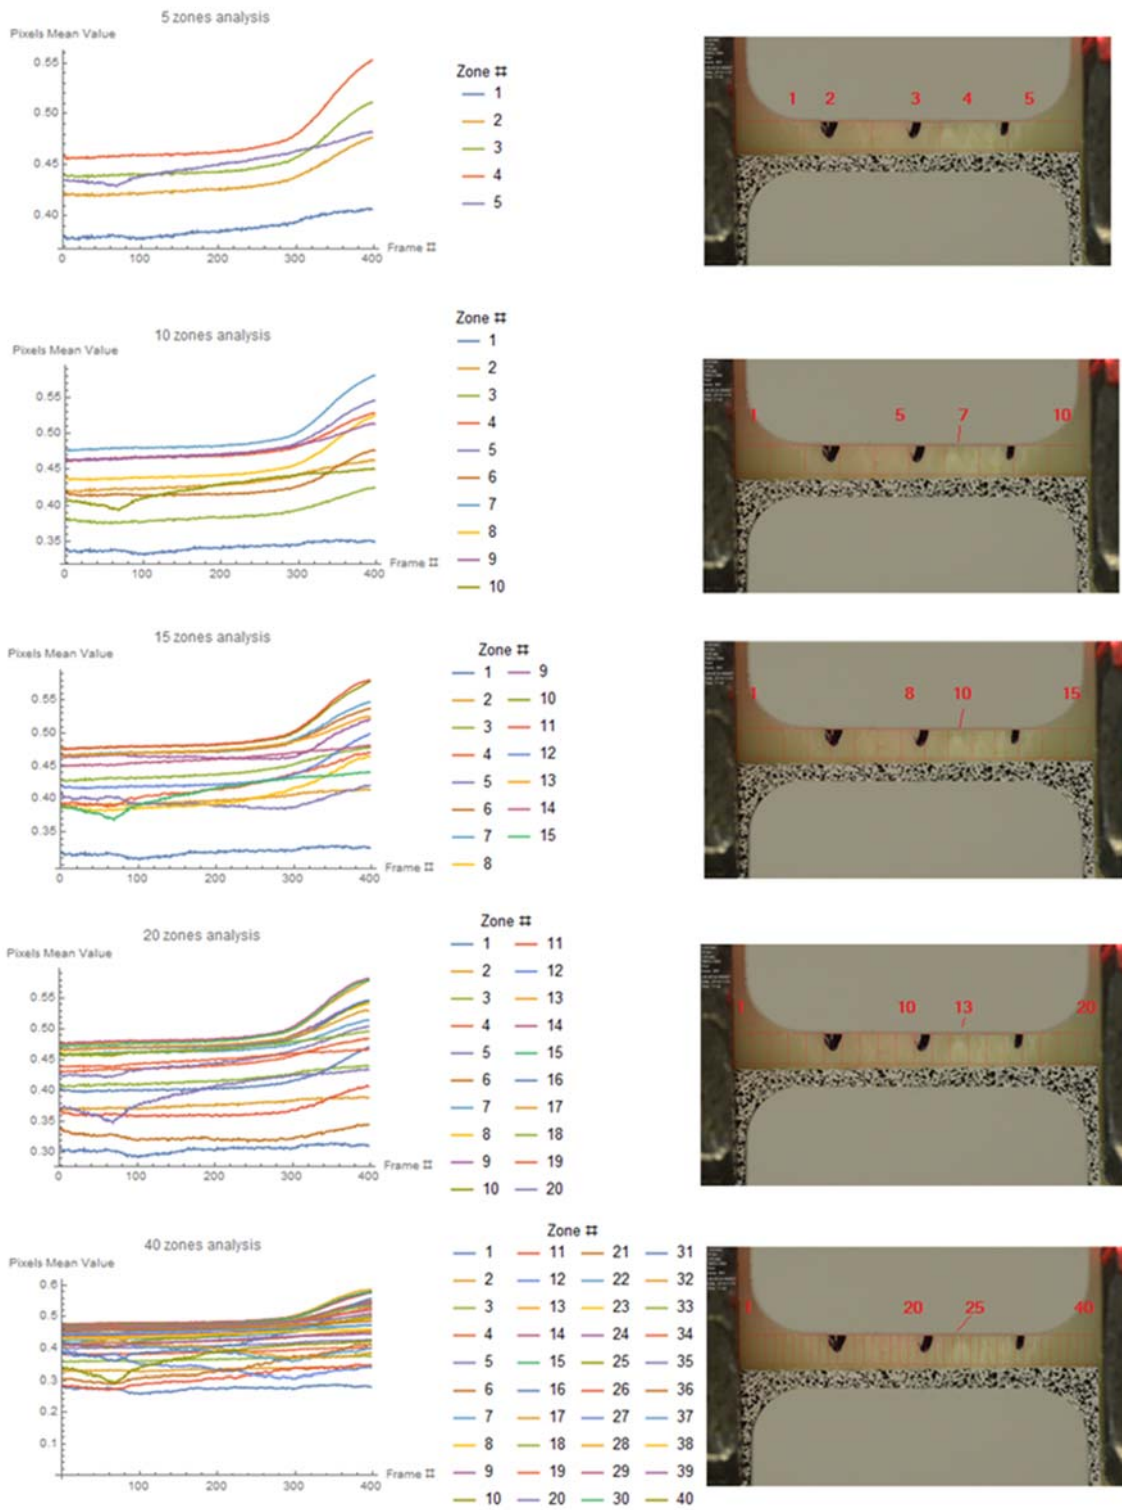 5 zones analysis
Pixels Mean Value
0.55
0.50
0.45
0.40
0 100 200 300 400
Frame #
Zone #
1
2
3
4
5
1 2 3 4 5
10 zones analysis
Pixels Mean Value
0.55
0.50
0.45
0.40
0.35
0 100 200 300 400
Frame #
Zone #
1
2
3
4
5
6
7
8
9
10
1 5 7 10
15 zones analysis
Pixels Mean Value
0.55
0.50
0.45
0.40
0.35
0 100 200 300 400
Frame #
Zone #
1 9
2 10
3 11
4 12
5 13
6 14
7 15
8
1 8 10 15
20 zones analysis
Pixels Mean Value
0.55
0.50
0.45
0.40
0.35
0.30
0 100 200 300 400
Frame #
Zone #
1 11
2 12
3 13
4 14
5 15
6 16
7 17
8 18
9 19
10 20
1 10 13 20
40 zones analysis
Pixels Mean Value
0.6
0.5
0.4
0.3
0.2
0.1
100 200 300 400
Frame #
Zone #
1 11 21 31
2 12 22 32
3 13 23 33
4 14 24 34
5 15 25 35
6 16 26 36
7 17 27 37
8 18 28 38
9 19 29 39
10 20 30 40
1 20 25 40